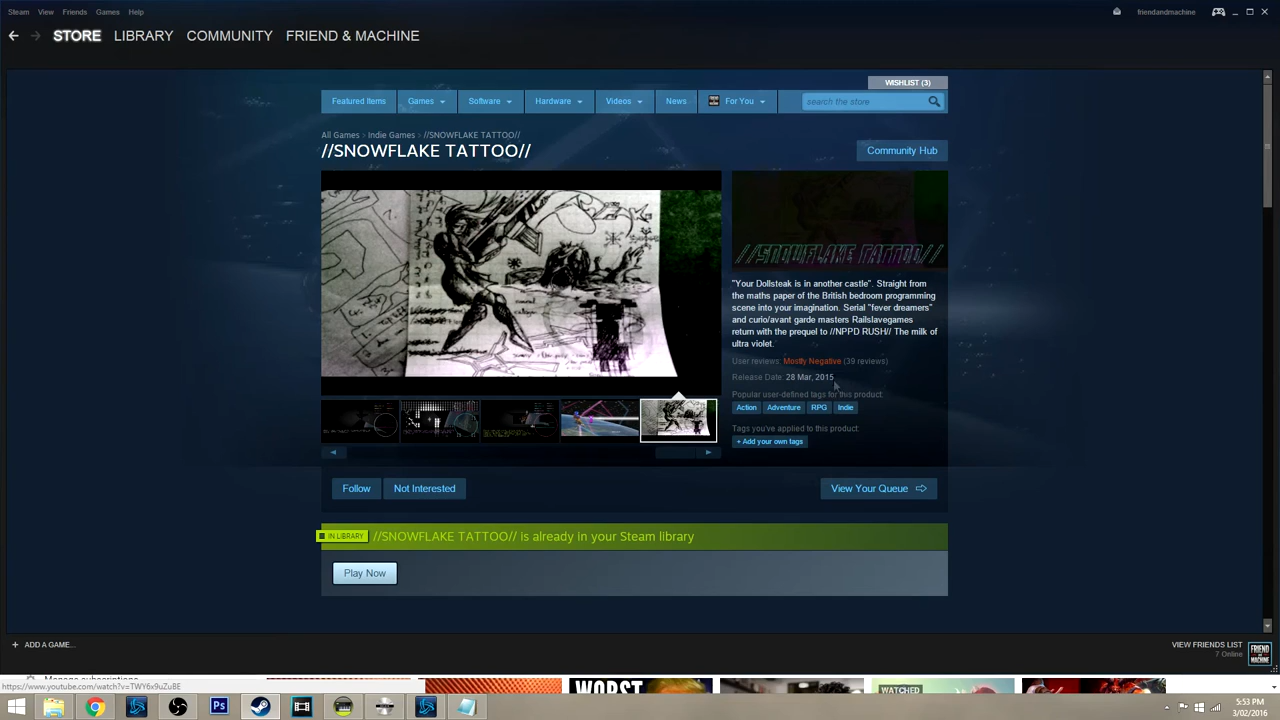 Steam View Friends Games Help
friendandmachine
STORE LIBRARY COMMUNITY FRIEND & MACHINE
WISHLIST (3)
Featured Items Games Software Hardware Videos News For You search the store
All Games > Indie Games > //SNOWFLAKE TATTOO//
//SNOWFLAKE TATTOO//
Community Hub
//SNOWFLAKE TATTOO//
"Your Dollsteak is in another castle". Straight from
the maths paper of the British bedroom programming
scene into your imagination. Serial "fever dreamers"
and curio/avant garde masters Railslavegames
return with the prequel to //NPPD RUSH// The milk of
ultra violet.
User reviews: Mostly Negative (39 reviews)
Release Date: 28 Mar, 2015
Popular user-defined tags for this product:
Action Adventure RPG Indie
Tags you've applied to this product:
+ Add your own tags
Follow Not Interested
View Your Queue
IN LIBRARY //SNOWFLAKE TATTOO// is already in your Steam library
Play Now
+ ADD A GAME...
VIEW FRIENDS LIST
7 Online
FRIEND
MACHINE
Manage subscriptions
https://www.youtube.com/watch?v=TWY6x9uZuBE
WORST
WATCHED
Ps
5:53 PM
3/02/2016